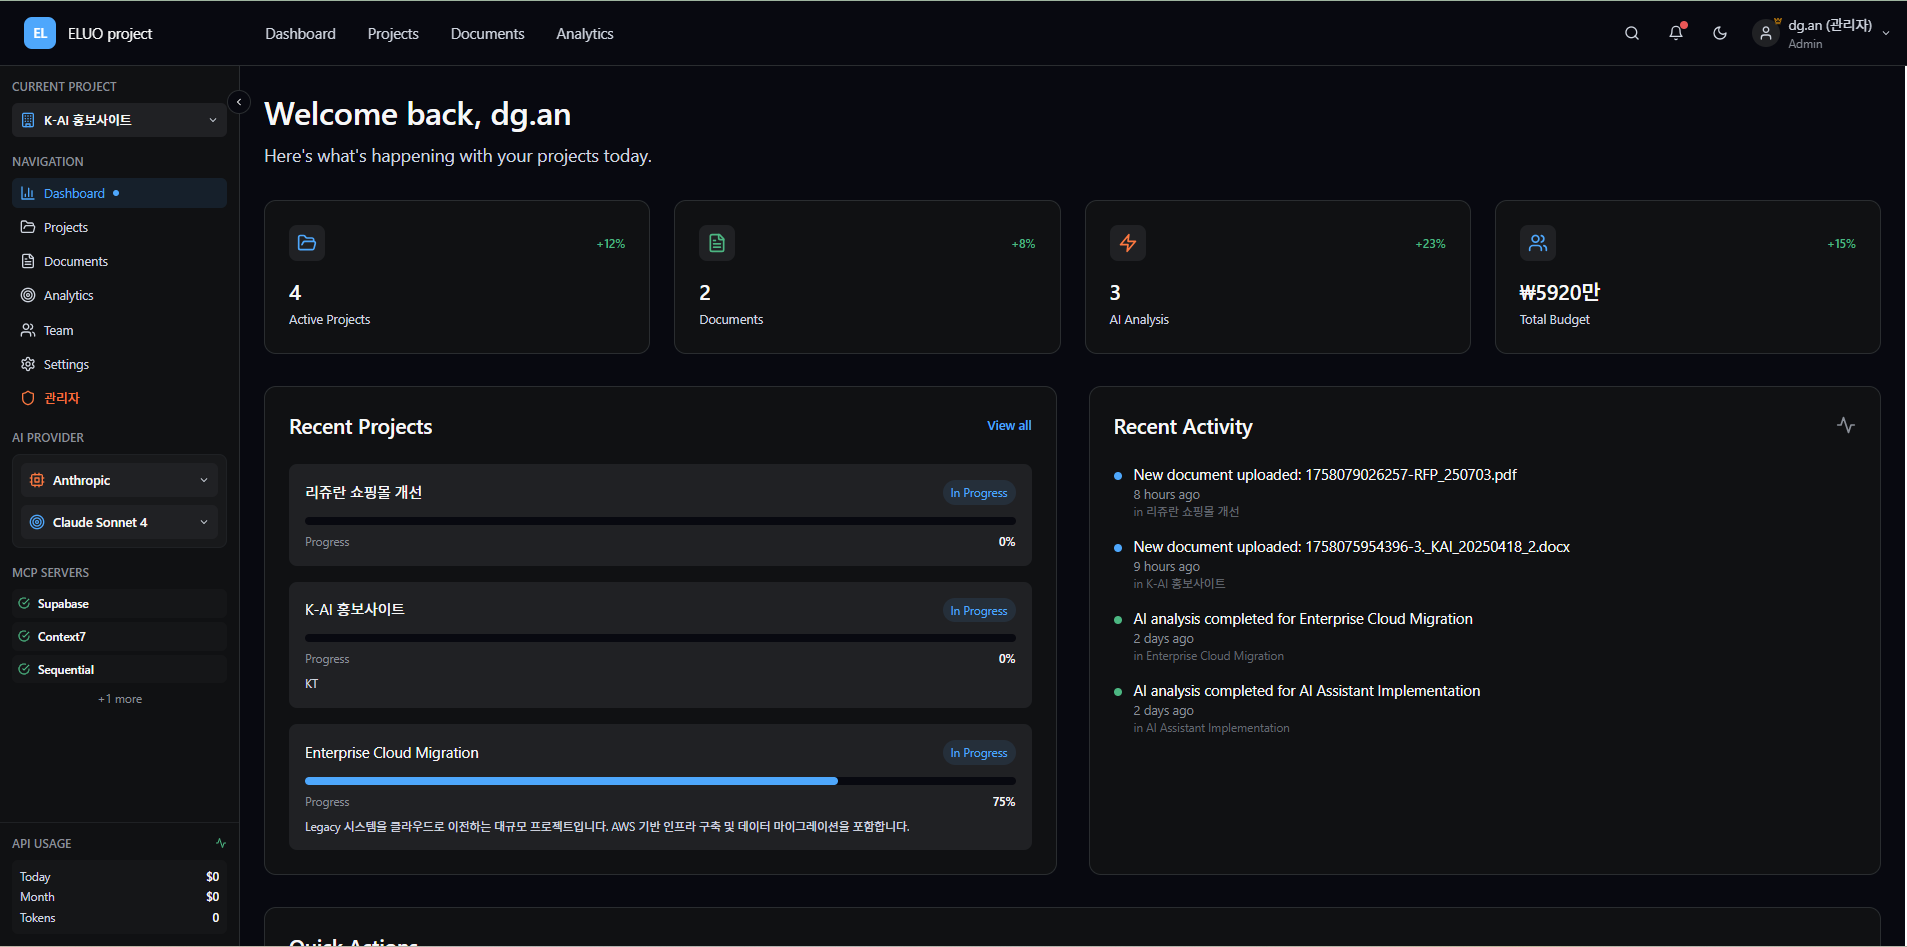 EL
ELUO project
Dashboard
Projects
Documents
Analytics
dg.an (관리자)
Admin
CURRENT PROJECT
K-AI 홍보사이트
NAVIGATION
Dashboard
Projects
Documents
Analytics
Team
Settings
관리자
AI PROVIDER
Anthropic
Claude Sonnet 4
MCP SERVERS
Supabase
Context7
Sequential
+1 more
API USAGE
Today $0
Month $0
Tokens 0
Welcome back, dg.an
Here's what's happening with your projects today.
+12%
4
Active Projects
+8%
2
Documents
+23%
3
AI Analysis
+15%
₩5920만
Total Budget
Recent Projects
View all
리쥬란 쇼핑몰 개선
In Progress
Progress 0%
K-AI 홍보사이트
In Progress
Progress 0%
KT
Enterprise Cloud Migration
In Progress
Progress 75%
Legacy 시스템을 클라우드로 이전하는 대규모 프로젝트입니다. AWS 기반 인프라 구축 및 데이터 마이그레이션을 포함합니다.
Recent Activity
New document uploaded: 1758079026257-RFP_250703.pdf
8 hours ago
in 리쥬란 쇼핑몰 개선
New document uploaded: 1758075954396-3._KAI_20250418_2.docx
9 hours ago
in K-AI 홍보사이트
AI analysis completed for Enterprise Cloud Migration
2 days ago
in Enterprise Cloud Migration
AI analysis completed for AI Assistant Implementation
2 days ago
in AI Assistant Implementation
Quick Actions